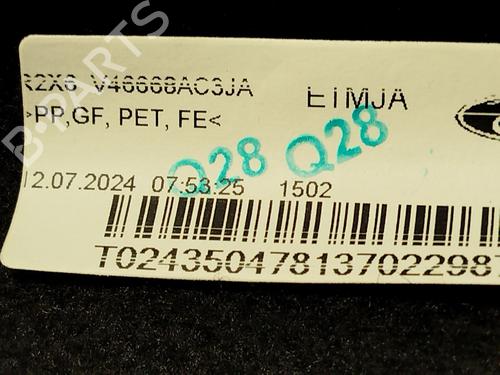 R2X6 V46668AC3JA E1MJA
>PP,GF, PET, FE<
Q28 Q28
12.07.2024 07:53:25 1502
T02435047813702298
B-PARTS